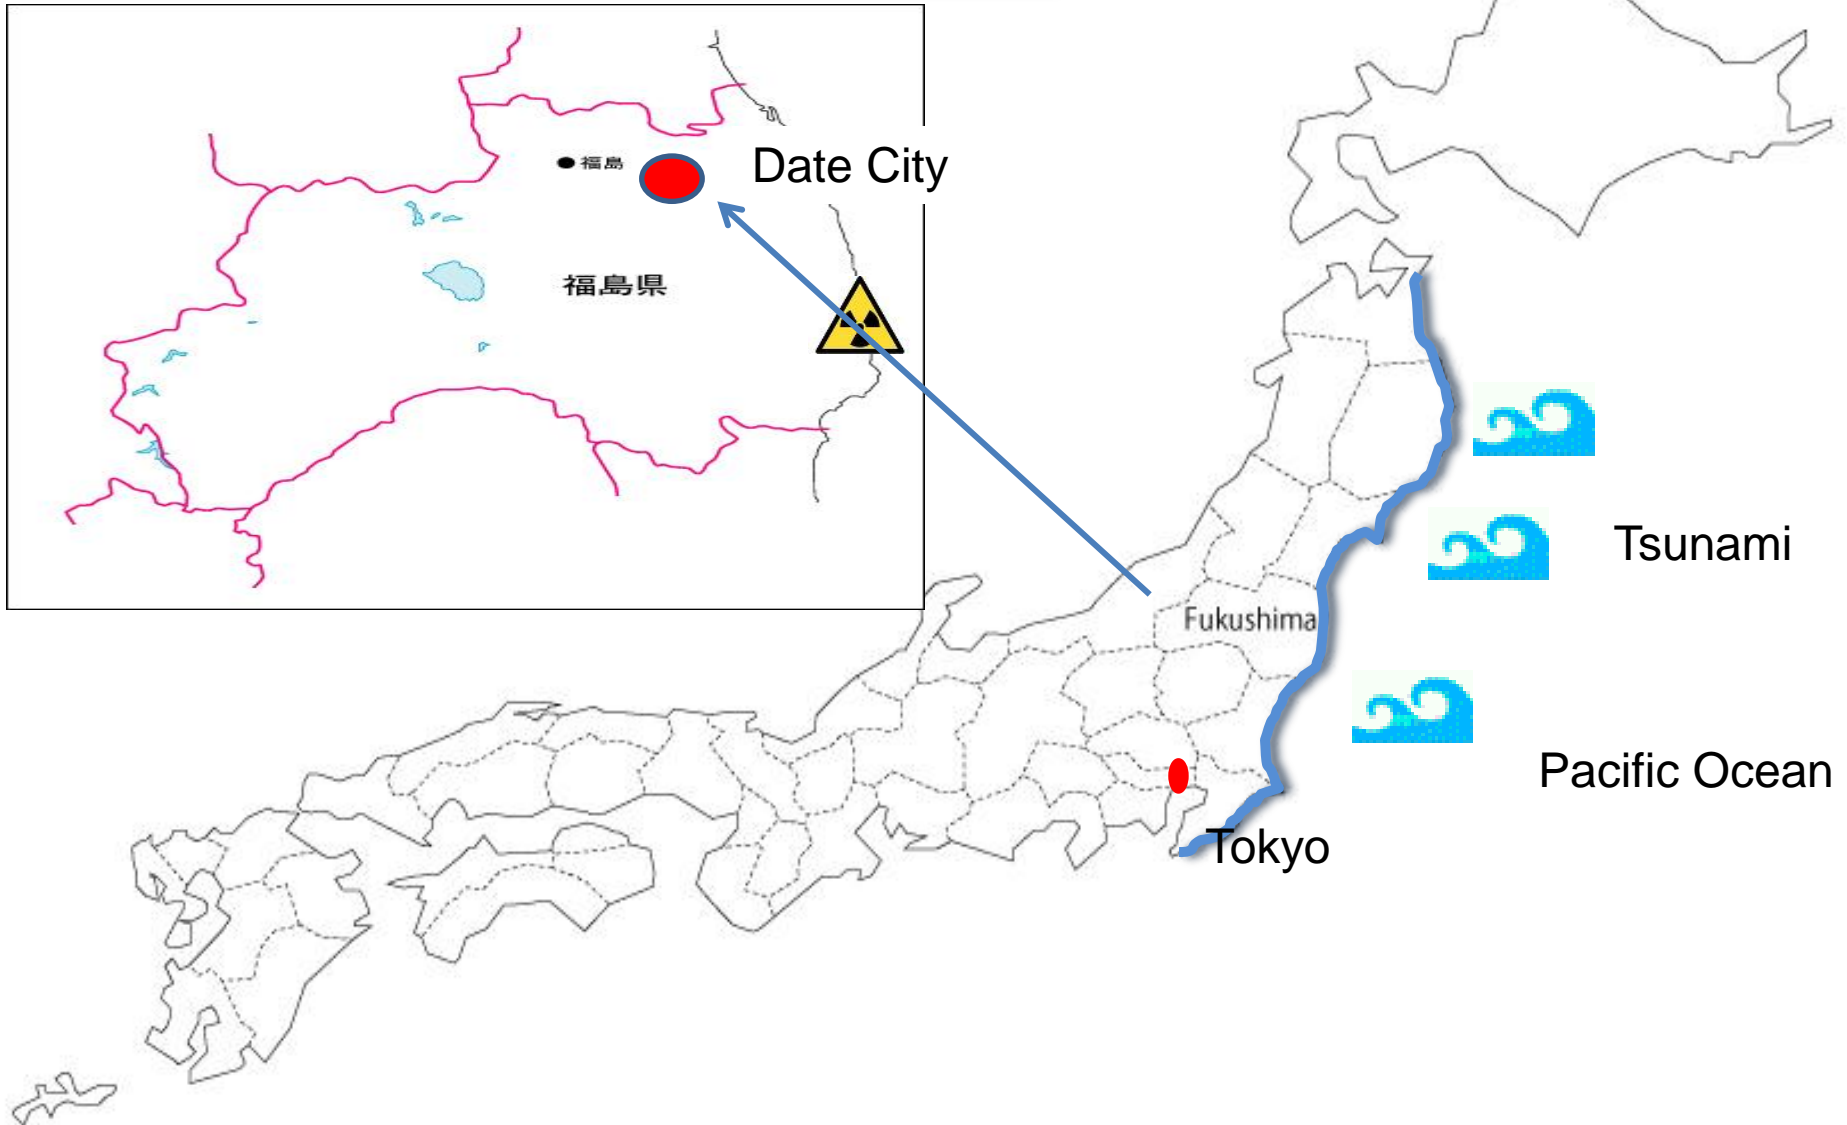 福島
Date City
福島県
Tsunami
Fukushima
Pacific Ocean
Tokyo